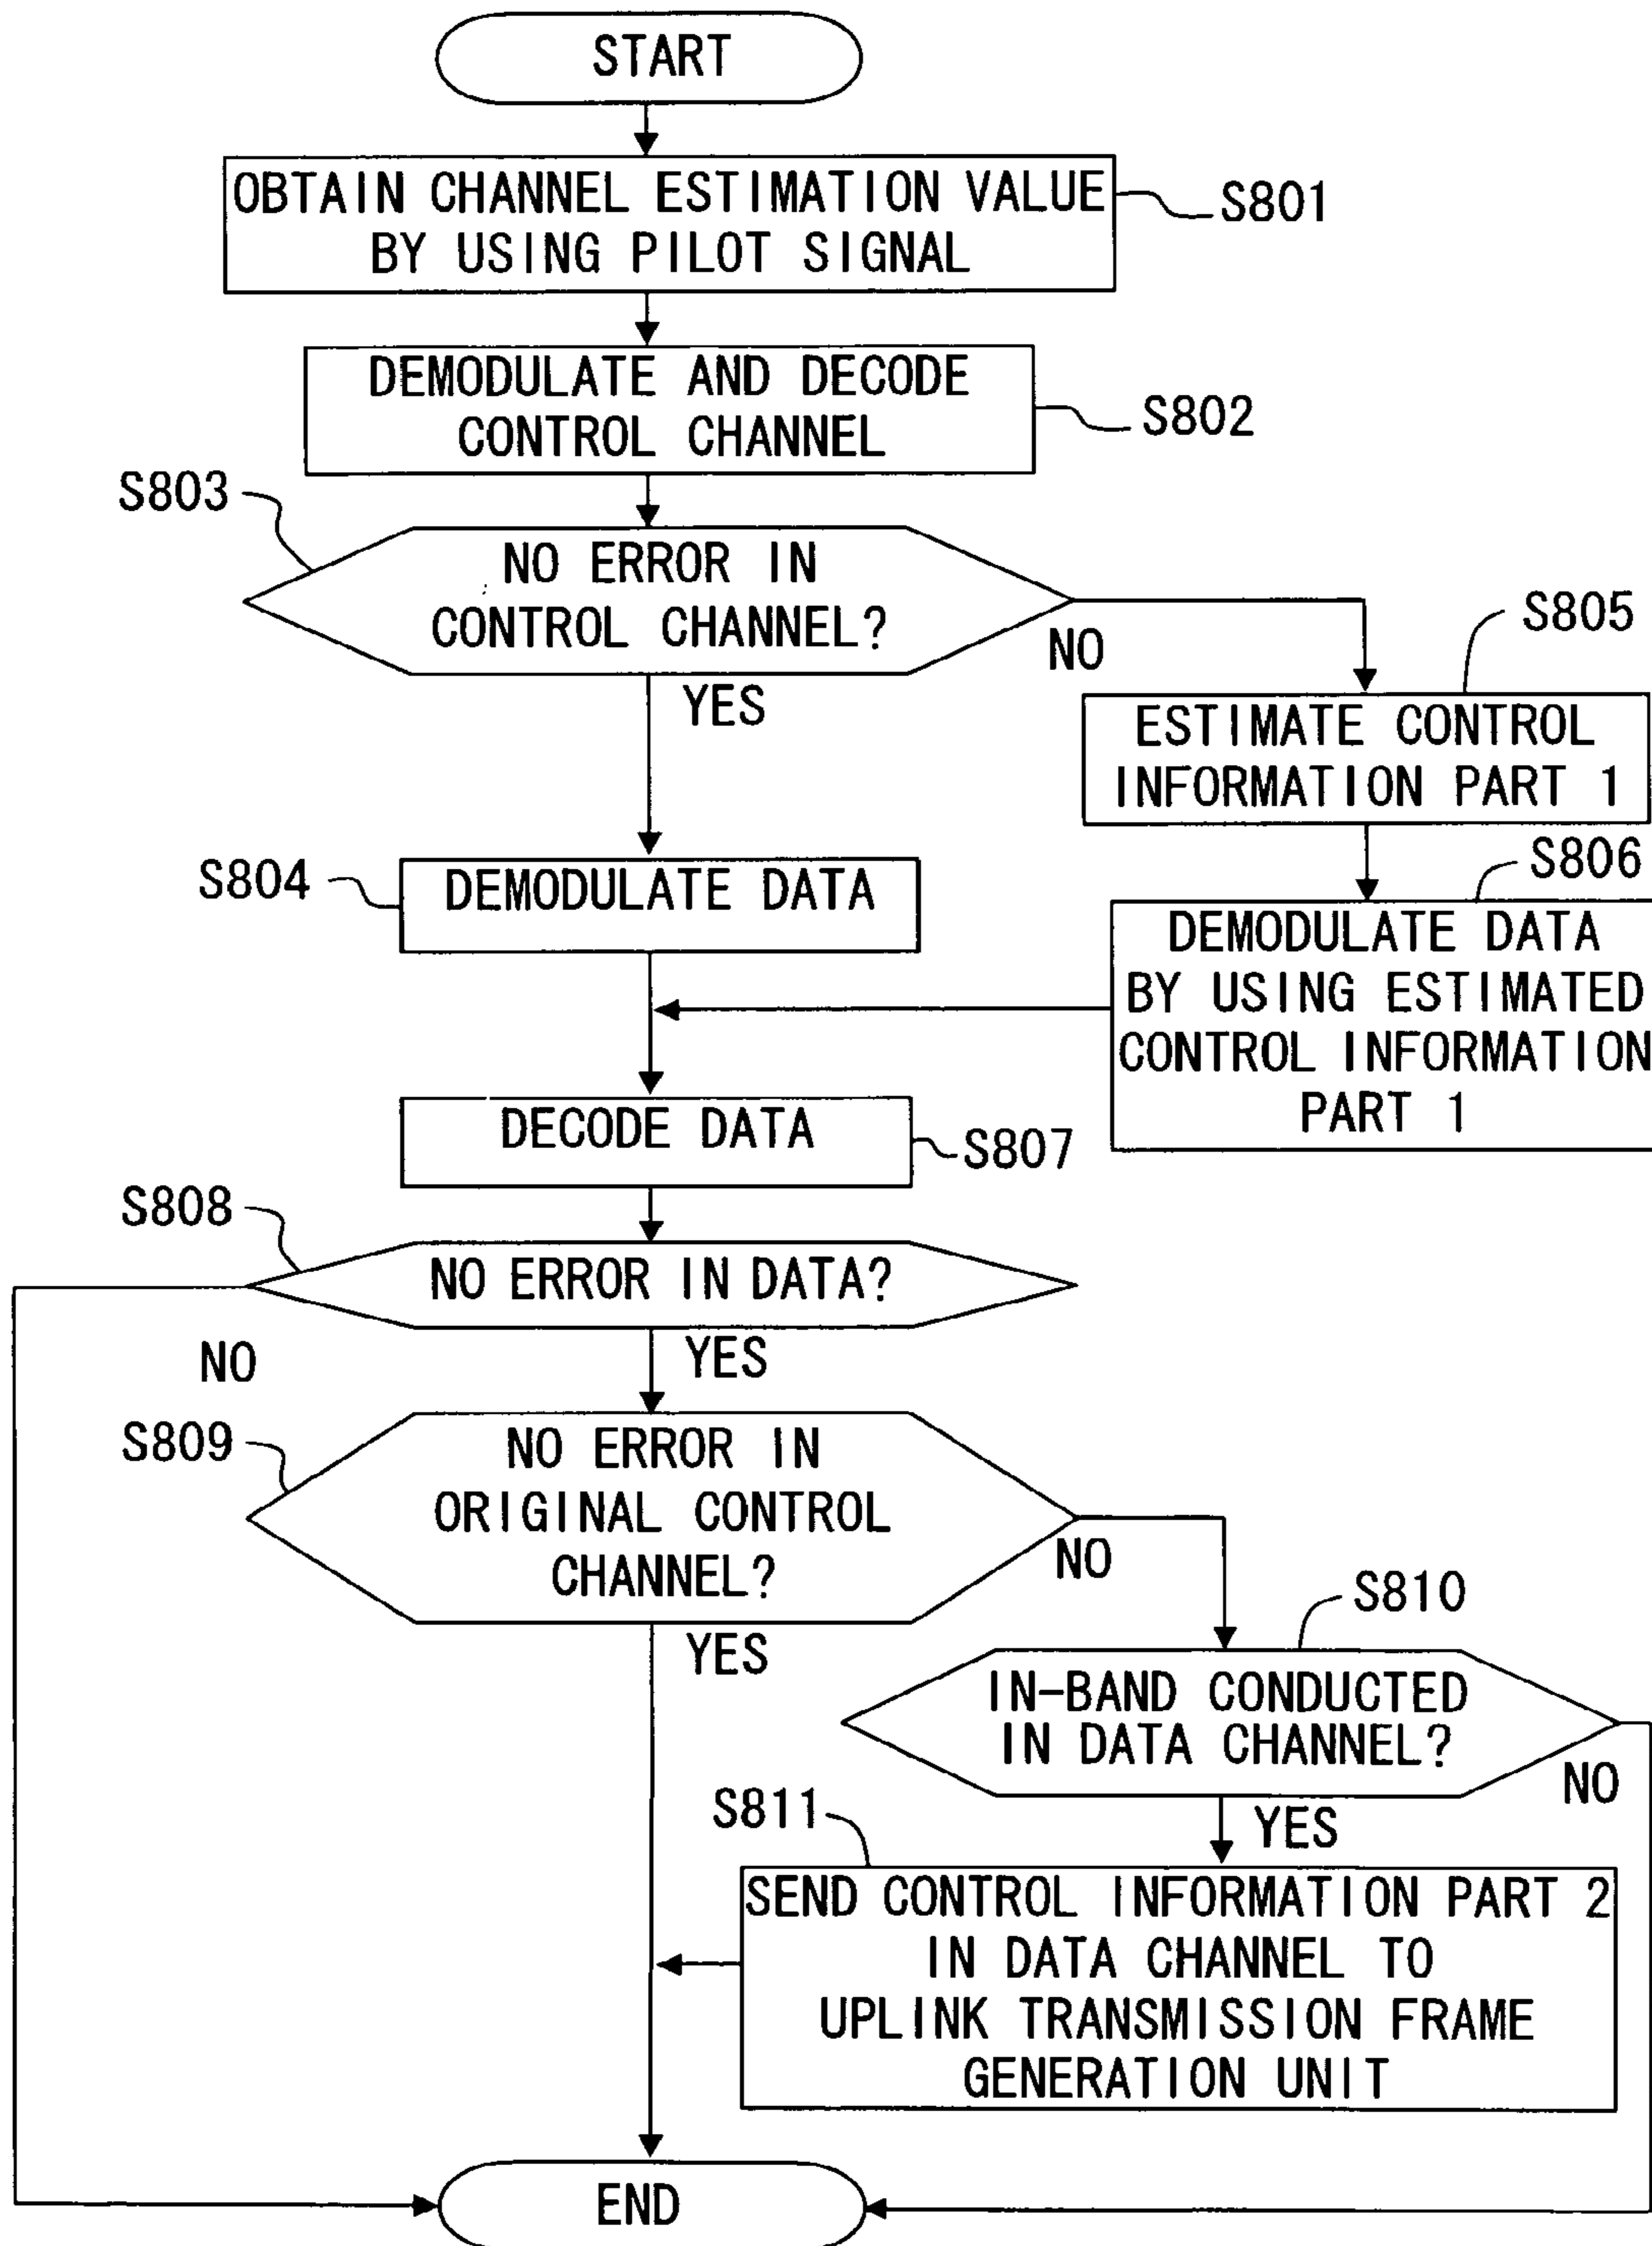 START
OBTAIN CHANNEL ESTIMATION VALUE
BY USING PILOT SIGNAL
S801
DEMODULATE AND DECODE
CONTROL CHANNEL
S802
S803
NO ERROR IN
CONTROL CHANNEL?
NO
YES
S805
ESTIMATE CONTROL
INFORMATION PART 1
S804
DEMODULATE DATA
S806
DEMODULATE DATA
BY USING ESTIMATED
CONTROL INFORMATION
PART 1
DECODE DATA
S807
S808
NO ERROR IN DATA?
NO
YES
S809
NO ERROR IN
ORIGINAL CONTROL
CHANNEL?
NO
YES
S810
IN-BAND CONDUCTED
IN DATA CHANNEL?
NO
YES
S811
SEND CONTROL INFORMATION PART 2
IN DATA CHANNEL TO
UPLINK TRANSMISSION FRAME
GENERATION UNIT
END